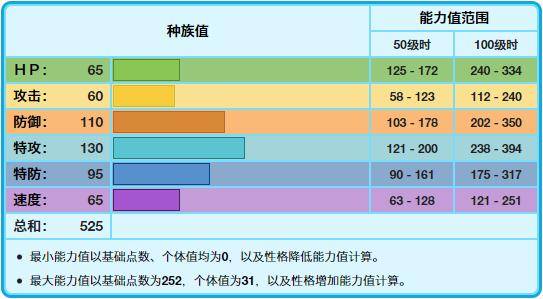 种族值 能力值范围
50级时 100级时
ＨＰ： 65 125 - 172 240 - 334
攻击： 60 58 - 123 112 - 240
防御： 110 103 - 178 202 - 350
特攻： 130 121 - 200 238 - 394
特防： 95 90 - 161 175 - 317
速度： 65 63 - 128 121 - 251
总和： 525
• 最小能力值以基础点数、个体值均为0，以及性格降低能力值计算。
• 最大能力值以基础点数为252，个体值为31，以及性格增加能力值计算。